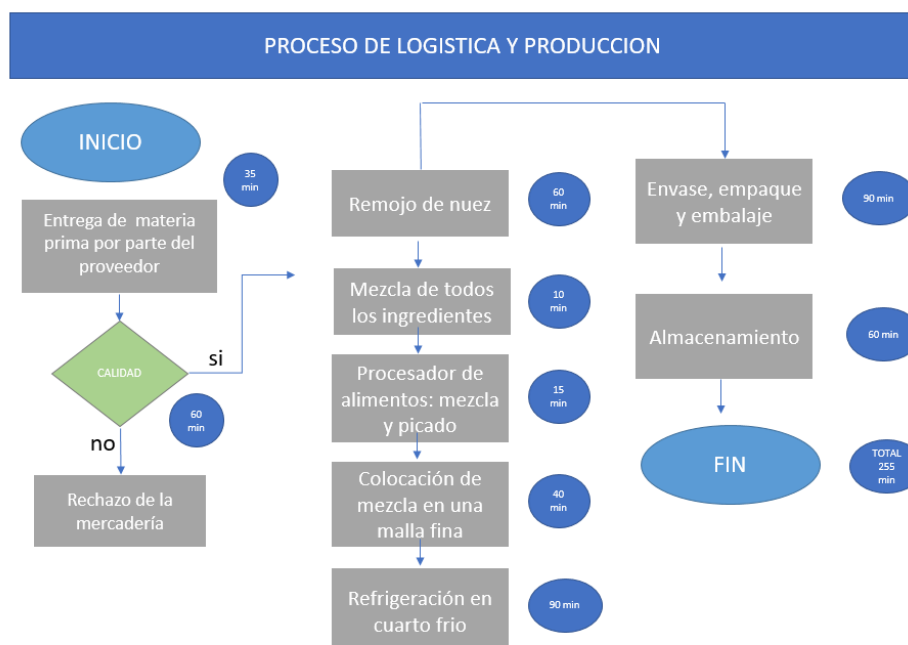 PROCESO DE LOGISTICA Y PRODUCCION
INICIO
35
min
Entrega de materia
prima por parte del
proveedor
CALIDAD
si
60
min
no
Rechazo de la
mercadería
Remojo de nuez
60
min
Mezcla de todos
los ingredientes
10
min
Procesador de
alimentos: mezcla
y picado
15
min
Colocación de
mezcla en una
malla fina
40
min
Refrigeración en
cuarto frio
90 min
Envase, empaque
y embalaje
90 min
Almacenamiento
60 min
FIN
TOTAL
255
min